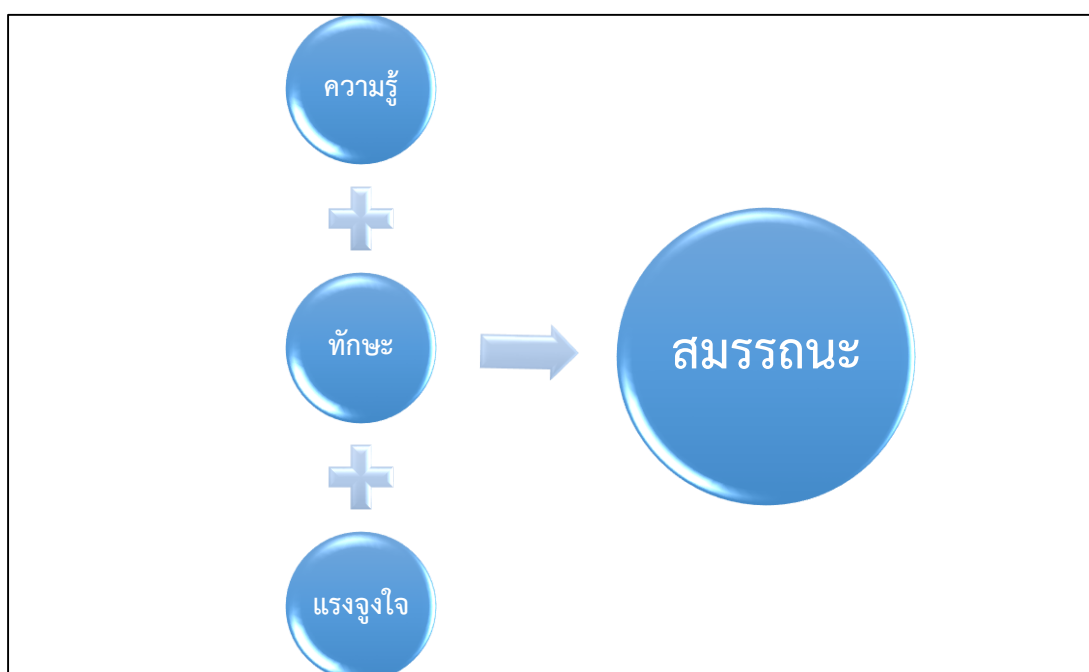 ความรู้
ทักษะ
แรงจูงใจ
สมรรถนะ